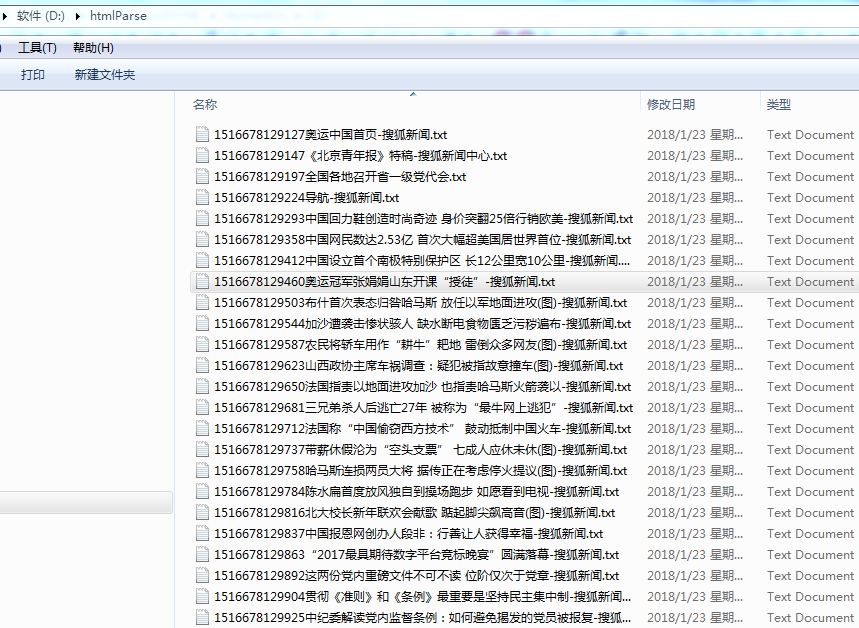 软件 (D:) ▸ htmlParse
工具(T) 帮助(H)
打印 新建文件夹
名称 修改日期 类型
1516678129127奥运中国首页-搜狐新闻.txt 2018/1/23 星期... Text Document
1516678129147《北京青年报》特稿-搜狐新闻中心.txt 2018/1/23 星期... Text Document
1516678129197全国各地召开省一级党代会.txt 2018/1/23 星期... Text Document
1516678129224导航-搜狐新闻.txt 2018/1/23 星期... Text Document
1516678129293中国回力鞋创造时尚奇迹 身价突翻25倍行销欧美-搜狐新闻.txt 2018/1/23 星期... Text Document
1516678129358中国网民数达2.53亿 首次大幅超美国居世界首位-搜狐新闻.txt 2018/1/23 星期... Text Document
1516678129412中国设立首个南极特别保护区 长12公里宽10公里-搜狐新闻.... 2018/1/23 星期... Text Document
1516678129460奥运冠军张娟娟山东开课“授徒”-搜狐新闻.txt 2018/1/23 星期... Text Document
1516678129503布什首次表态归咎哈马斯 放任以军地面进攻(图)-搜狐新闻.txt 2018/1/23 星期... Text Document
1516678129544加沙遭袭击惨状骇人 缺水断电食物匮乏污秽遍布-搜狐新闻.txt 2018/1/23 星期... Text Document
1516678129587农民将轿车用作“耕牛”耙地 雷倒众多网友(图)-搜狐新闻.txt 2018/1/23 星期... Text Document
1516678129623山西政协主席车祸调查：疑犯被指故意撞车(图)-搜狐新闻.txt 2018/1/23 星期... Text Document
1516678129650法国指责以地面进攻加沙 也指责哈马斯火箭袭以-搜狐新闻.txt 2018/1/23 星期... Text Document
1516678129681三兄弟杀人后逃亡27年 被称为“最牛网上逃犯”-搜狐新闻.txt 2018/1/23 星期... Text Document
1516678129712法国称“中国偷窃西方技术” 鼓动抵制中国火车-搜狐新闻.txt 2018/1/23 星期... Text Document
1516678129737带薪休假沦为“空头支票” 七成人应休未休(图)-搜狐新闻.txt 2018/1/23 星期... Text Document
1516678129758哈马斯连损两员大将 据传正在考虑停火提议(图)-搜狐新闻.txt 2018/1/23 星期... Text Document
1516678129784陈水扁首度放风独自到操场跑步 如愿看到电视-搜狐新闻.txt 2018/1/23 星期... Text Document
1516678129816北大校长新年联欢会献歌 踮起脚尖飙高音(图)-搜狐新闻.txt 2018/1/23 星期... Text Document
1516678129837中国报恩网创办人段非：行善让人获得幸福-搜狐新闻.txt 2018/1/23 星期... Text Document
1516678129863“2017最具期待数字平台竞标晚宴”圆满落幕-搜狐新闻.txt 2018/1/23 星期... Text Document
1516678129892这两份党内重磅文件不可不读 位阶仅次于党章-搜狐新闻.txt 2018/1/23 星期... Text Document
1516678129904贯彻《准则》和《条例》最重要是坚持民主集中制-搜狐新闻... 2018/1/23 星期... Text Document
1516678129925中纪委解读党内监督条例：如何避免揭发的党员被报复-搜狐... 2018/1/23 星期... Text Document